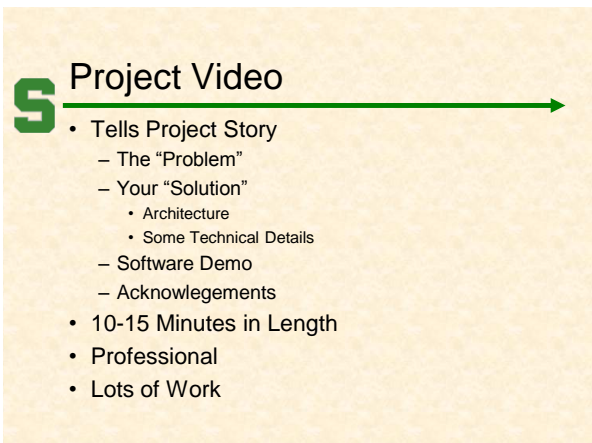 S
Project Video
• Tells Project Story
– The “Problem”
– Your “Solution”
• Architecture
• Some Technical Details
– Software Demo
– Acknowlegements
• 10-15 Minutes in Length
• Professional
• Lots of Work